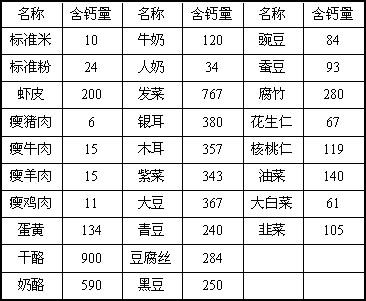 名称 含钙量 名称 含钙量 名称 含钙量
标准米 10 牛奶 120 豌豆 84
标准粉 24 人奶 34 蚕豆 93
虾皮 200 发菜 767 腐竹 280
瘦猪肉 6 银耳 380 花生仁 67
瘦牛肉 15 木耳 357 核桃仁 119
瘦羊肉 15 紫菜 343 油菜 140
瘦鸡肉 11 大豆 367 大白菜 61
蛋黄 134 青豆 240 韭菜 105
干酪 900 豆腐丝 284
奶酪 590 黑豆 250